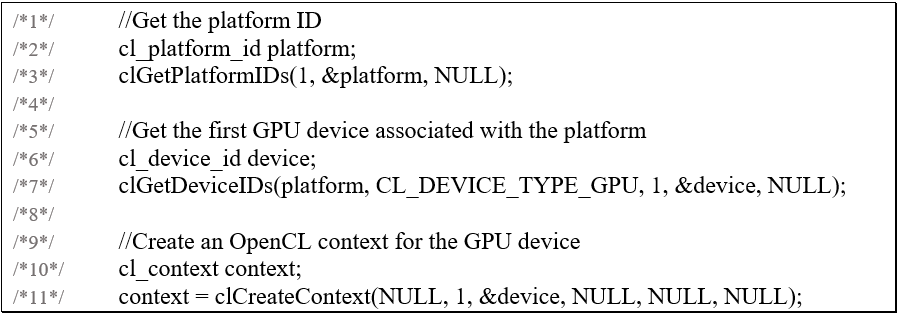 /*1*/ //Get the platform ID
/*2*/ cl_platform_id platform;
/*3*/ clGetPlatformIDs(1, &platform, NULL);
/*4*/
/*5*/ //Get the first GPU device associated with the platform
/*6*/ cl_device_id device;
/*7*/ clGetDeviceIDs(platform, CL_DEVICE_TYPE_GPU, 1, &device, NULL);
/*8*/
/*9*/ //Create an OpenCL context for the GPU device
/*10*/ cl_context context;
/*11*/ context = clCreateContext(NULL, 1, &device, NULL, NULL, NULL);